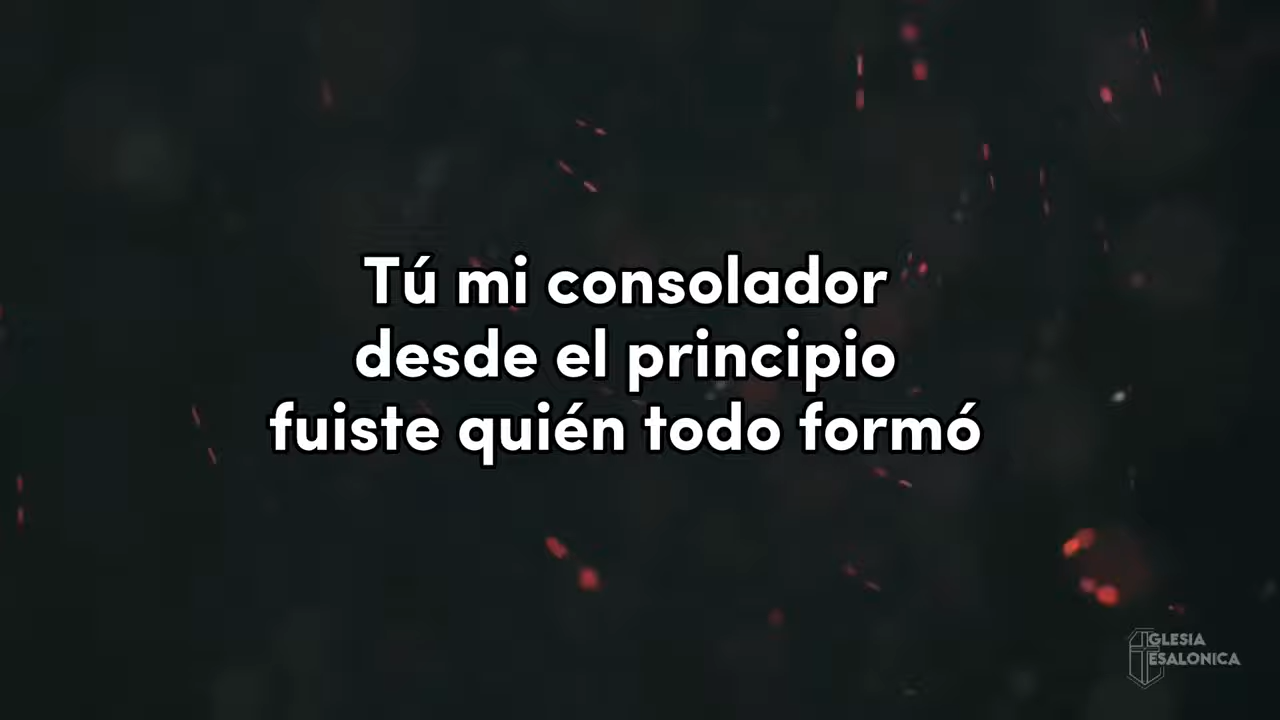 Tú mi consolador
desde el principio
fuiste quién todo formó
IGLESIA
TESALONICA